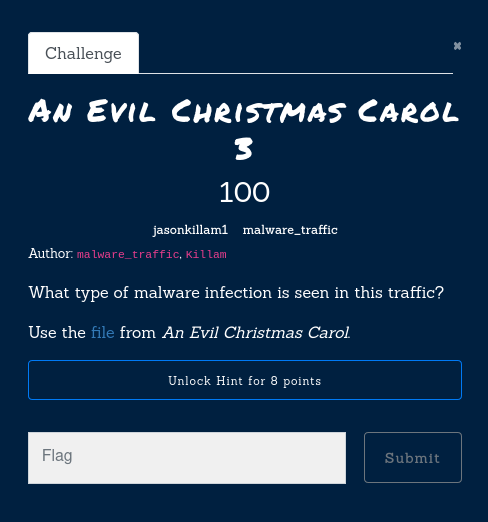 Challenge
×
An Evil Christmas Carol
3
100
jasonkillam1 malware_traffic
Author: malware_traffic, Killam
What type of malware infection is seen in this traffic?
Use the file from An Evil Christmas Carol.
Unlock Hint for 8 points
Flag
Submit